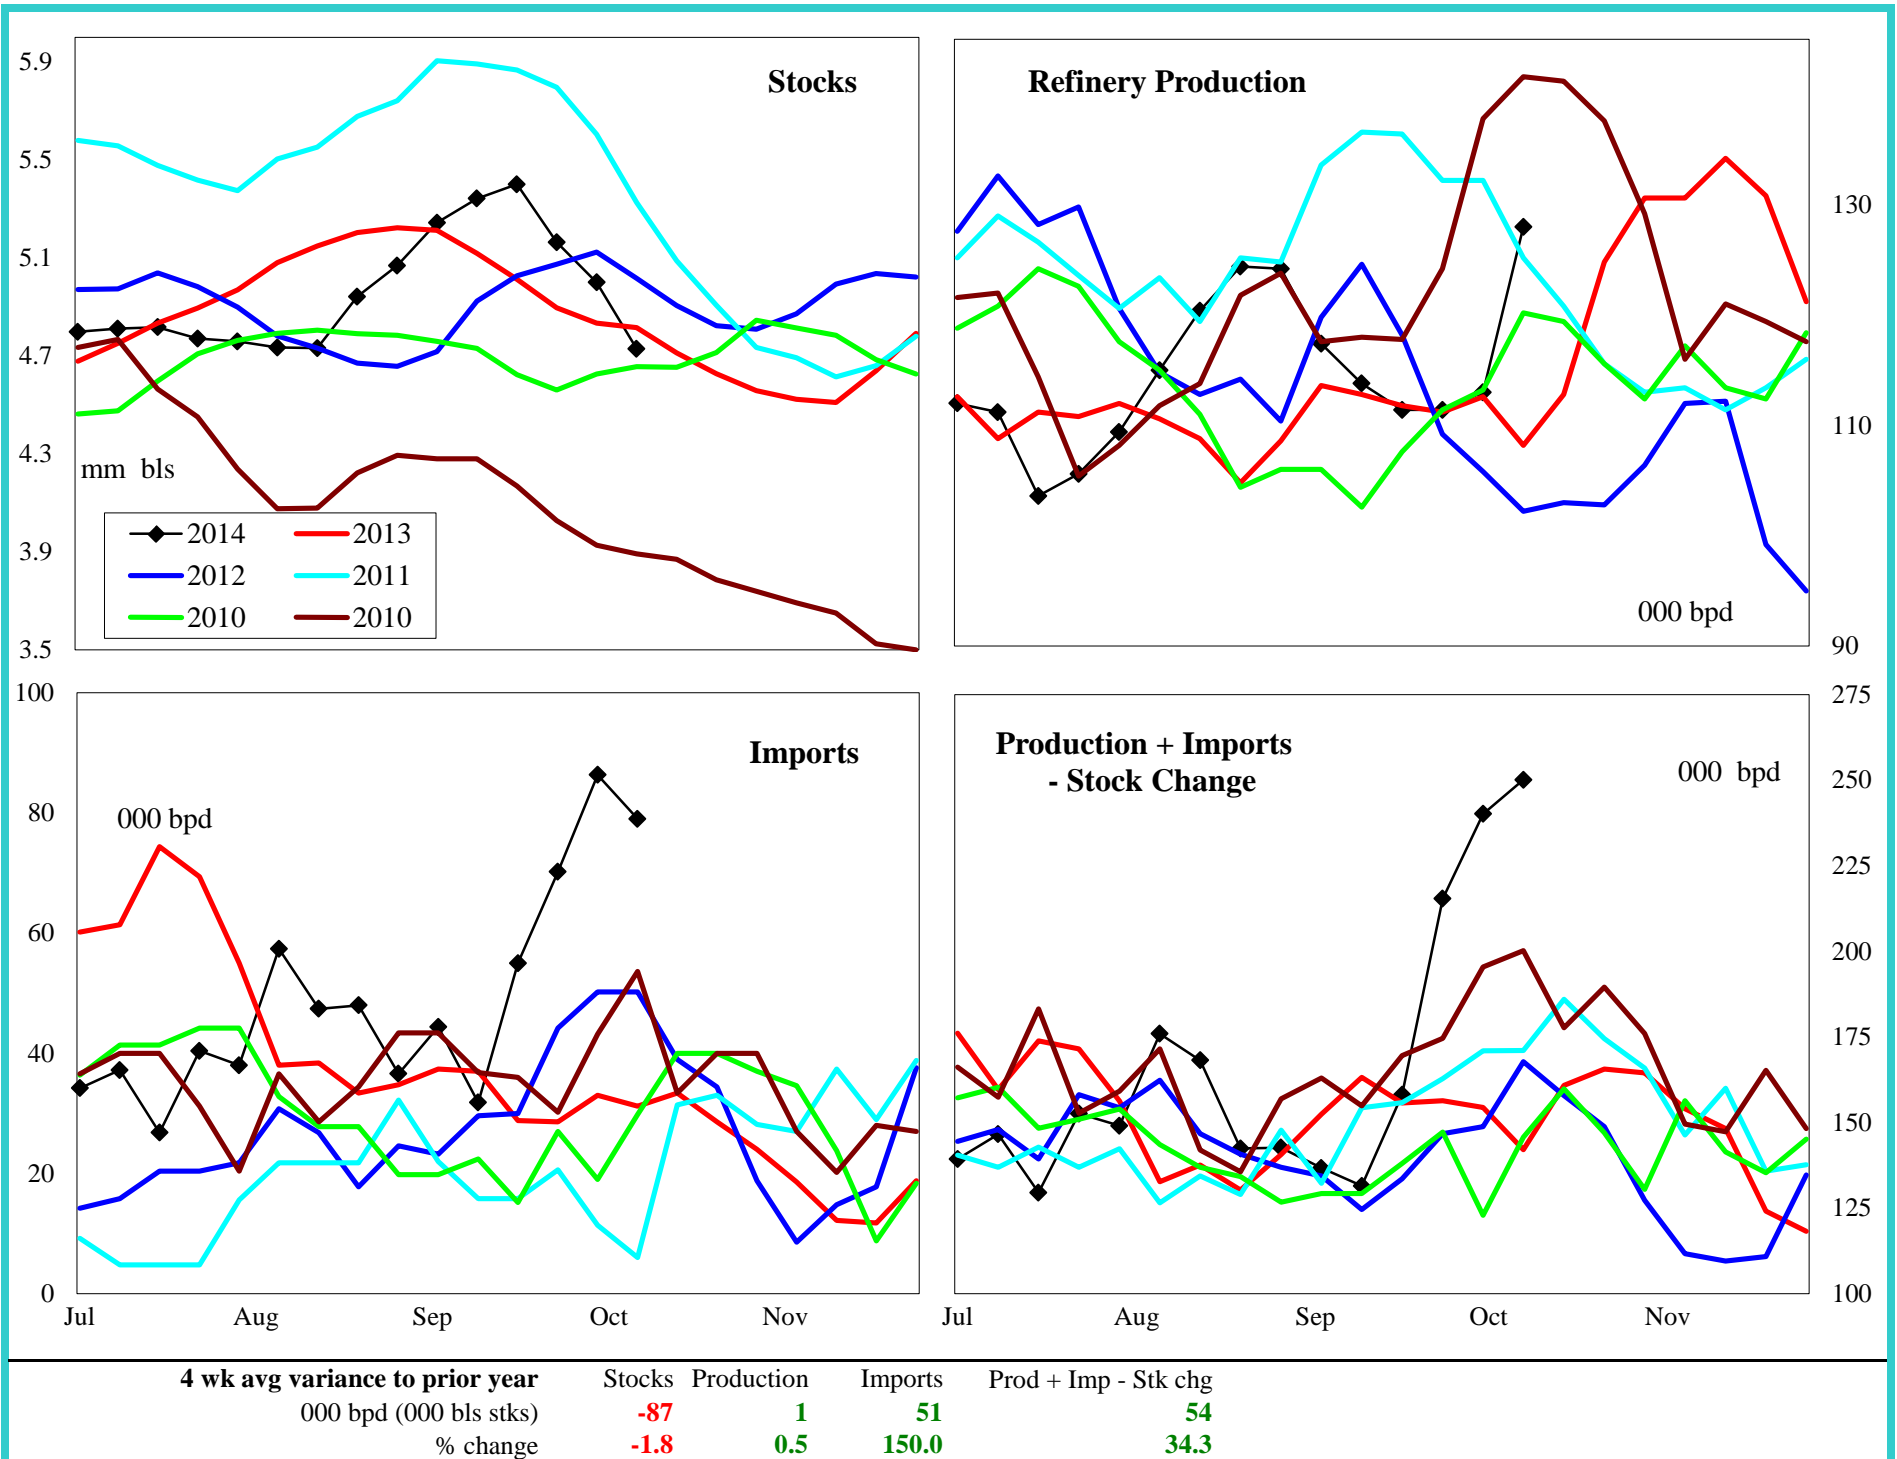 Stocks
5.9
5.5
5.1
4.7
4.3
3.9
3.5
mm bls
2014
2013
2012
2011
2010
2010
Refinery Production
130
110
90
000 bpd
Imports
000 bpd
100
80
60
40
20
0
Jul
Aug
Sep
Oct
Nov
Production + Imports
- Stock Change
000 bpd
275
250
225
200
175
150
125
100
Jul
Aug
Sep
Oct
Nov
4 wk avg variance to prior year Stocks Production Imports Prod + Imp - Stk chg
000 bpd (000 bls stks) -87 1 51 54
% change -1.8 0.5 150.0 34.3